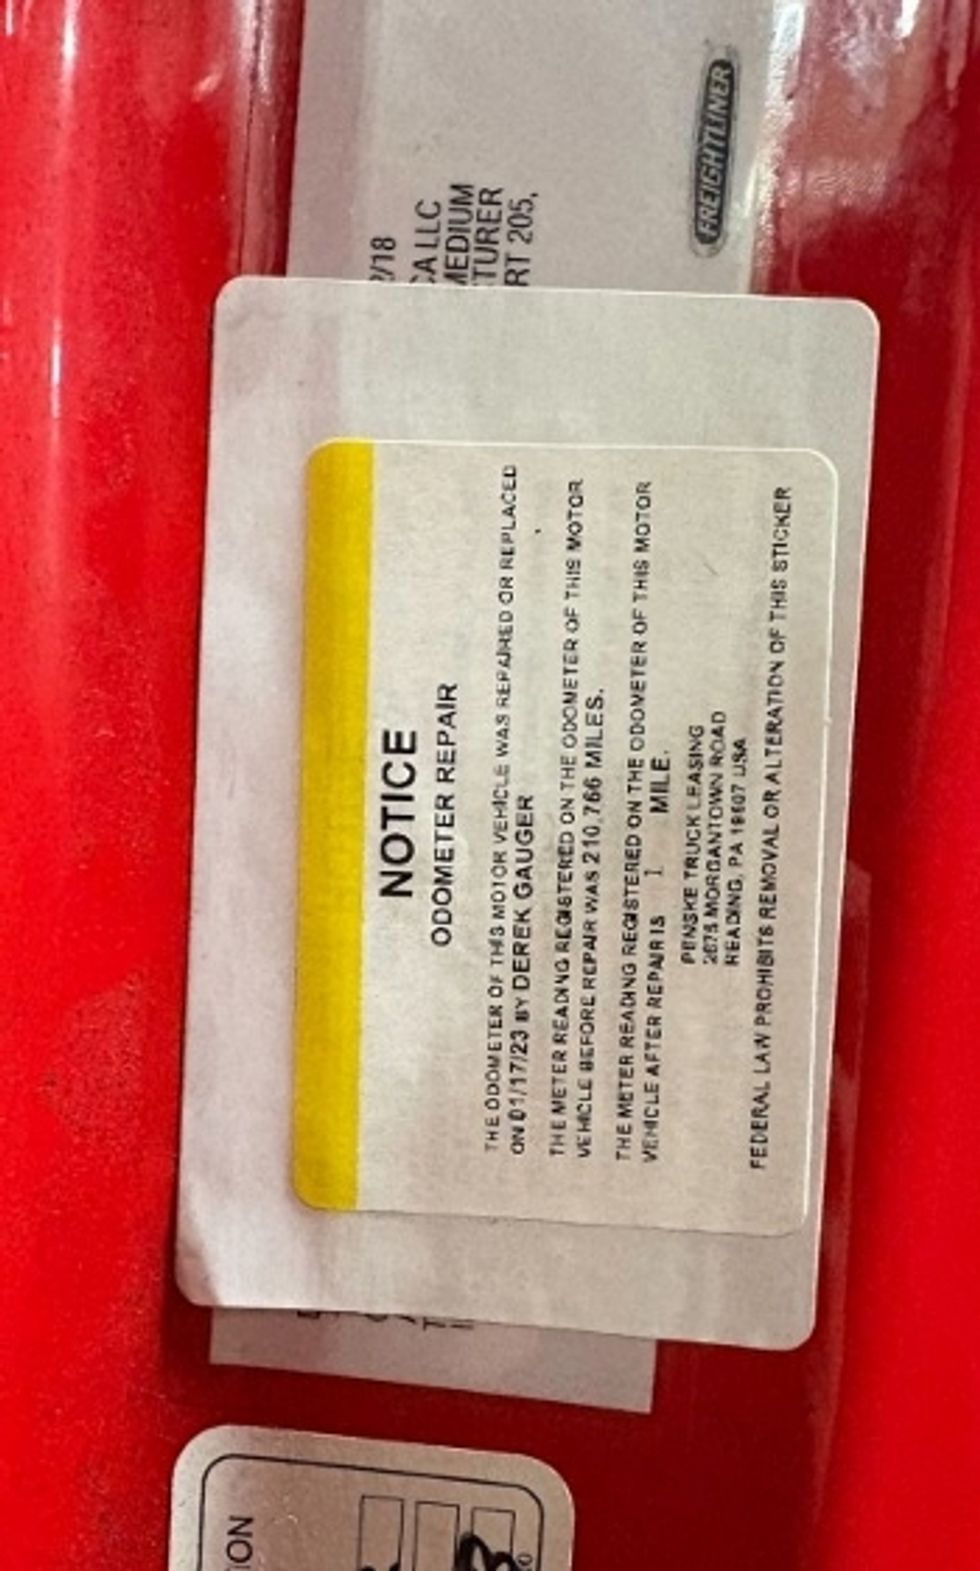 2/18
CA LLC
MEDIUM
TURER
RT 205,
FREIGHTLINER
NOTICE
ODOMETER REPAIR
THE ODOMETER OF THIS MOTOR VEHICLE WAS REPAIRED OR REPLACED
ON 01/17/23 BY DEREK GAUGER
THE METER READING REGISTERED ON THE ODOMETER OF THIS MOTOR
VEHICLE BEFORE REPAIR WAS 210,766 MILES.
THE METER READING REGISTERED ON THE ODOMETER OF THIS MOTOR
VEHICLE AFTER REPAIR IS 1 MILE.
PENSKE TRUCK LEASING
2675 MORGANTOWN ROAD
READING, PA 19607 USA
FEDERAL LAW PROHIBITS REMOVAL OR ALTERATION OF THIS STICKER
ION